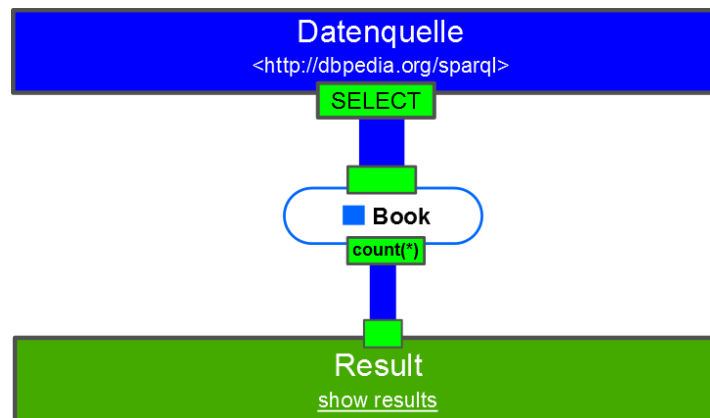 Datenquelle
<http://dbpedia.org/sparql>
SELECT
Book
count(*)
Result
show results